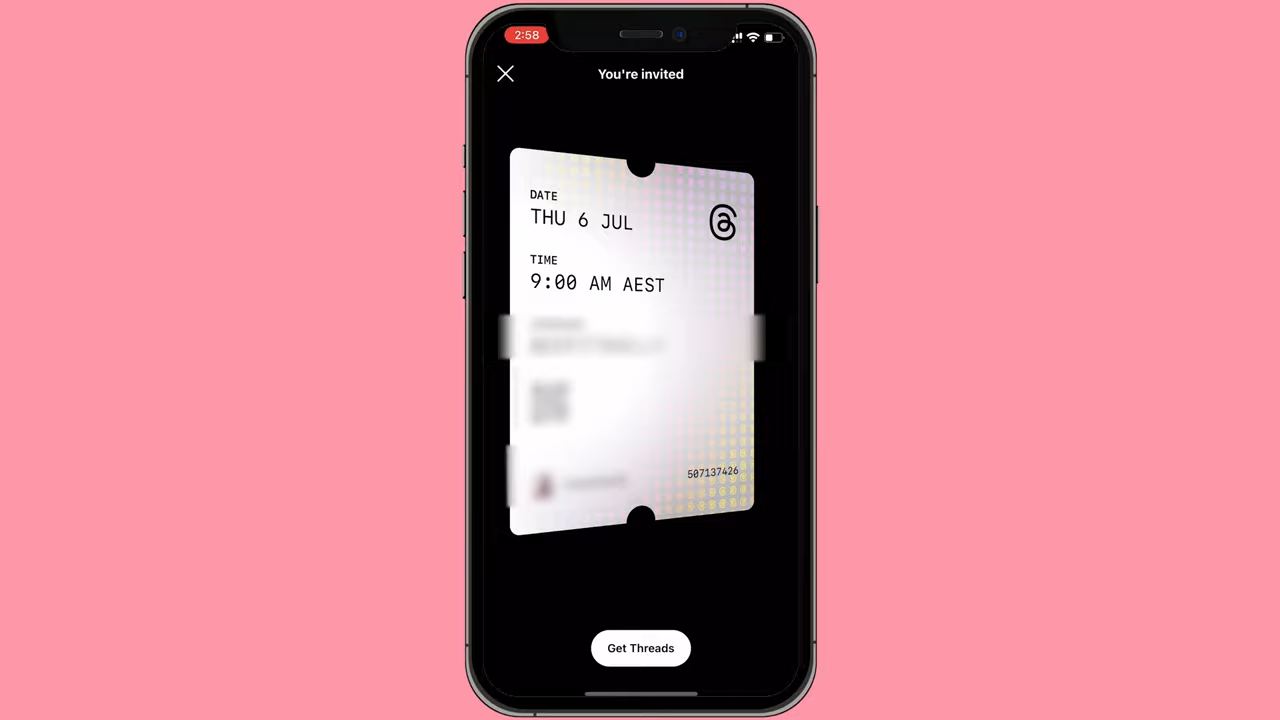 2:58
You're invited
DATE
THU 6 JUL
TIME
9:00 AM AEST
507137426
Get Threads